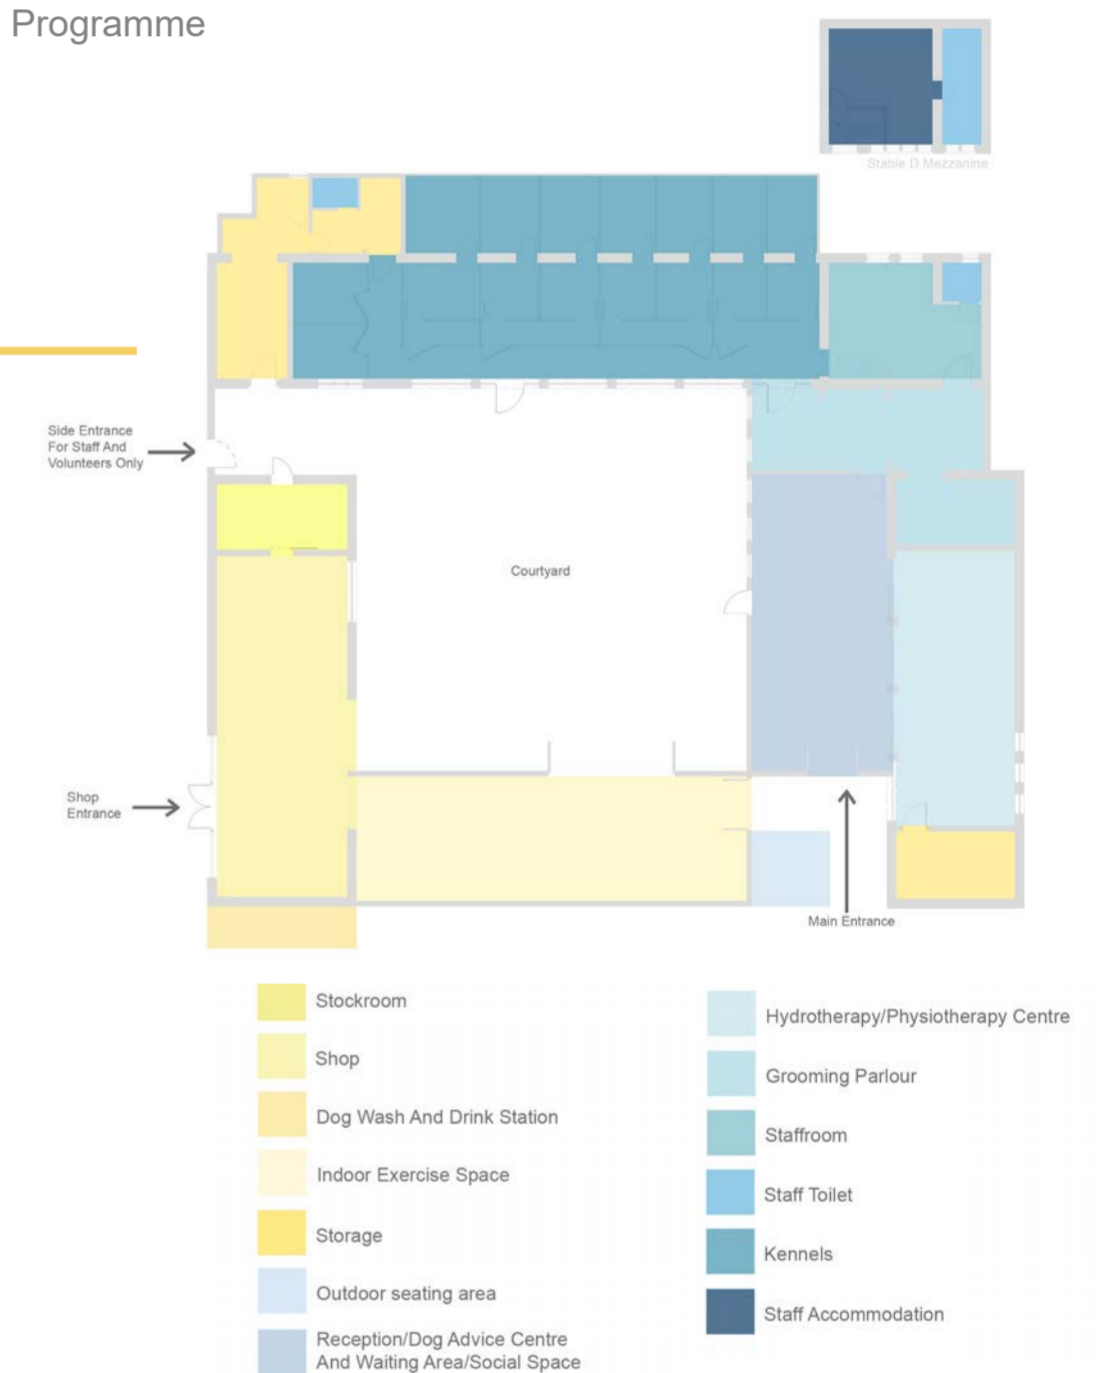 Programme
Stable D Mezzanine
Side Entrance
For Staff And
Volunteers Only
Courtyard
Shop
Entrance
Main Entrance
Stockroom
Shop
Dog Wash And Drink Station
Indoor Exercise Space
Storage
Outdoor seating area
Reception/Dog Advice Centre
And Waiting Area/Social Space
Hydrotherapy/Physiotherapy Centre
Grooming Parlour
Staffroom
Staff Toilet
Kennels
Staff Accommodation